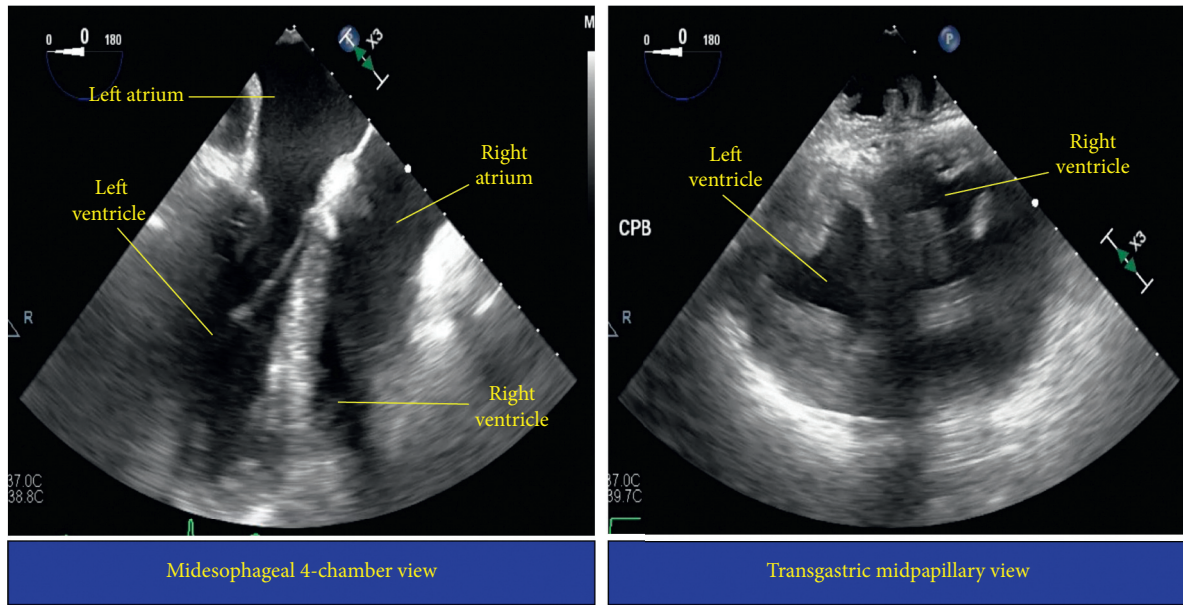 0 0 180
X3
M
Left atrium
Right
atrium
Left
ventricle
R
Right
ventricle
37.0C
38.8C
Midesophageal 4-chamber view
0 0 180
P
Left
ventricle
Right
ventricle
CPB
X3
R
37.0C
39.7C
Transgastric midpapillary view